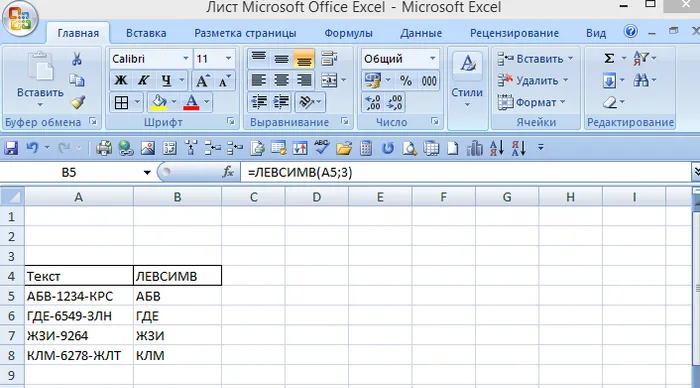 Лист Microsoft Office Excel - Microsoft Excel
Главная Вставка Разметка страницы Формулы Данные Рецензирование Вид
Calibri 11 Общий Вставить Σ
Вставить Ж К Ч А А % 000 Стили Удалить
Формат
Буфер обмена Шрифт Выравнивание Число Ячейки Редактирование
B5 fx =ЛЕВСИМВ(A5;3)
A B C D E F G H I
1
2
3
4 Текст ЛЕВСИМВ
5 АБВ-1234-КРС АБВ
6 ГДЕ-6549-ЗЛН ГДЕ
7 ЖЗИ-9264 ЖЗИ
8 КЛМ-6278-ЖЛТ КЛМ
9